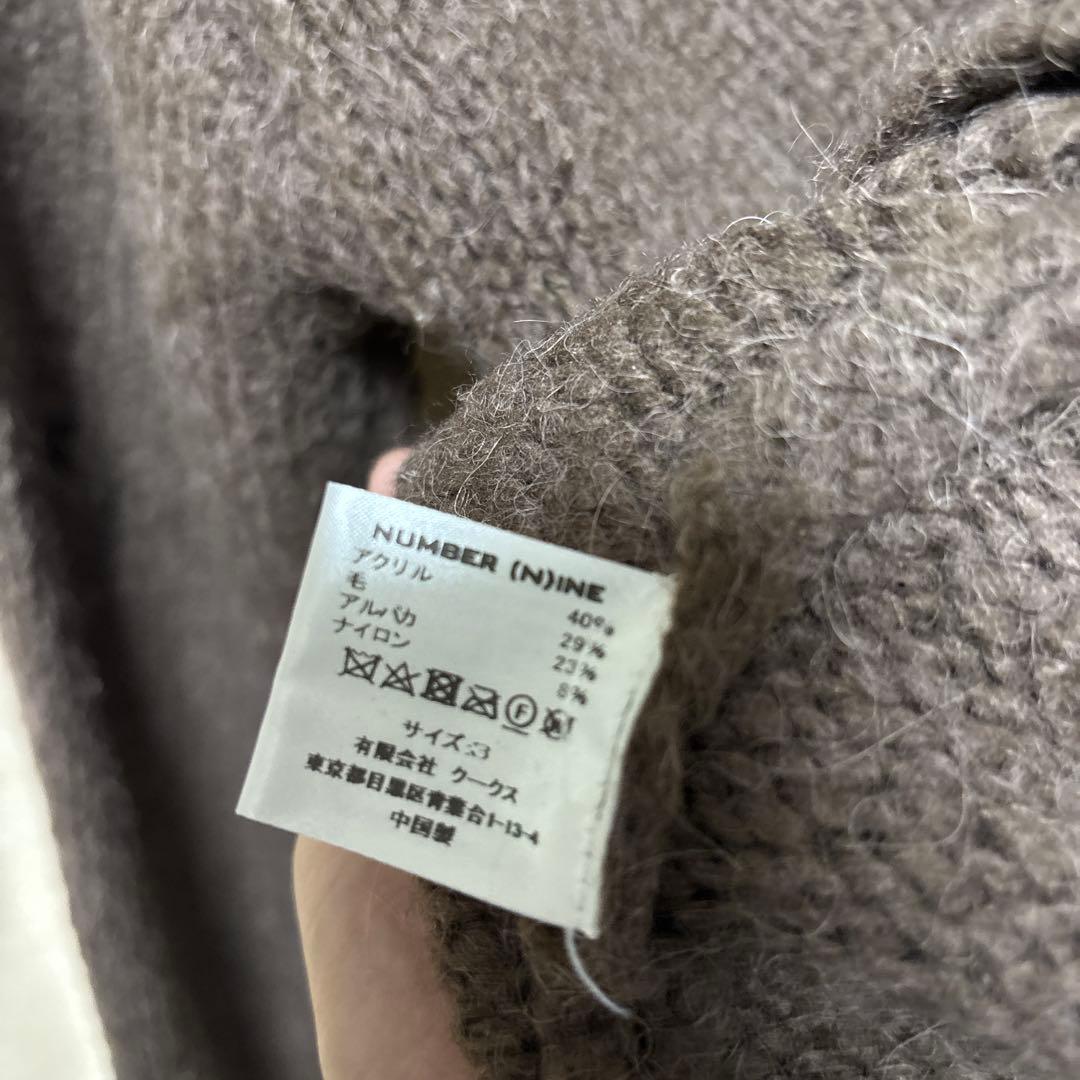 NUMBER (N)INE
アクリル 40%
毛 29%
アルパカ 23%
ナイロン 8%
F
サイズ:3
有限会社 クークス
東京都目黒区青葉台1-13-4
中国製